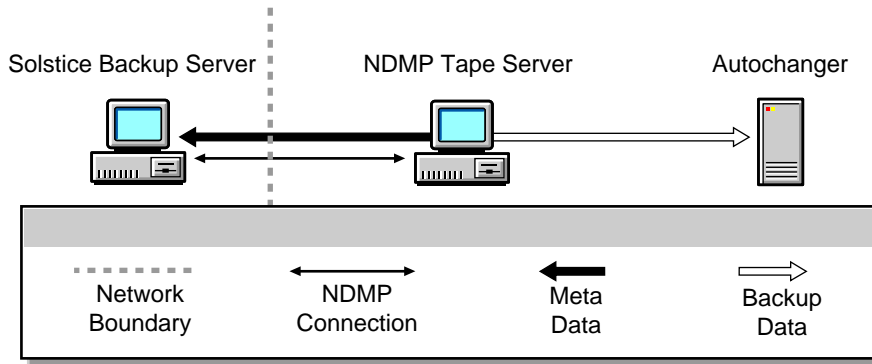 Solstice Backup Server
NDMP Tape Server
Autochanger
Network
Boundary
NDMP
Connection
Meta
Data
Backup
Data